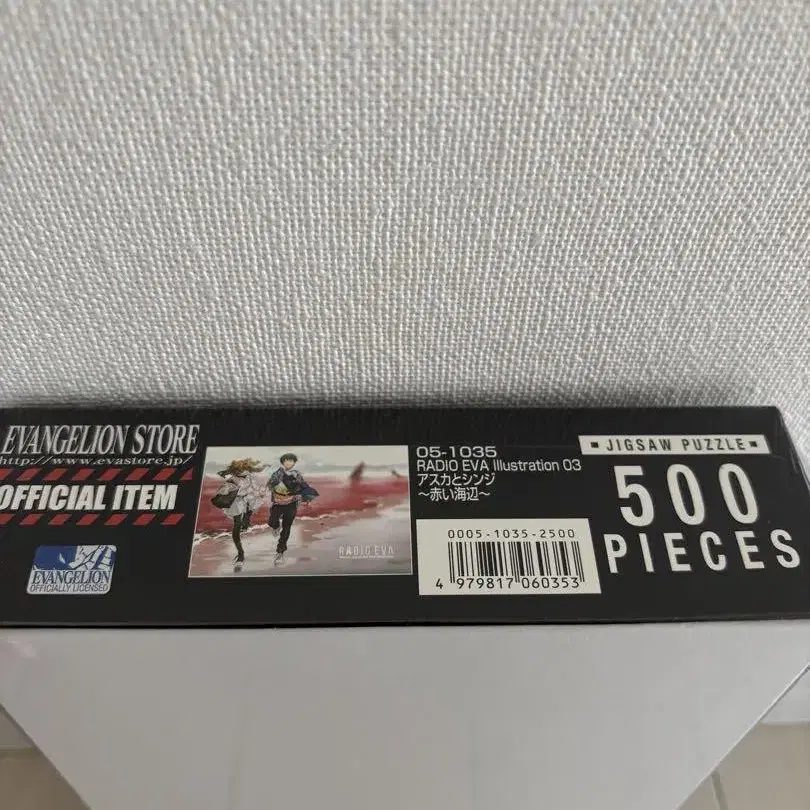 EVANGELION STORE
http://www.evastore.jp/
OFFICIAL ITEM
EVANGELION
OFFICIALLY LICENSED
RADIO EVA
05-1035
RADIO EVA Illustration 03
アスカとシンジ
〜赤い海辺〜
0005-1035-2500
4 979817 060353
JIGSAW PUZZLE
500
PIECES